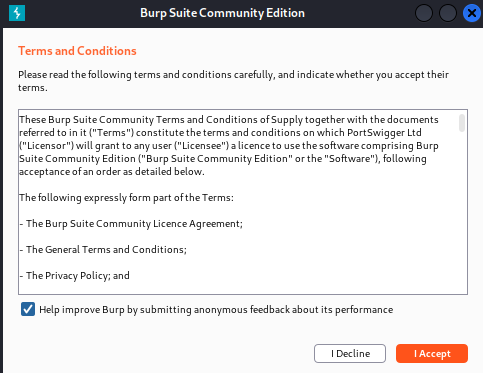 Burp Suite Community Edition
Terms and Conditions
Please read the following terms and conditions carefully, and indicate whether you accept their
terms.
These Burp Suite Community Terms and Conditions of Supply together with the documents
referred to in it ("Terms") constitute the terms and conditions on which PortSwigger Ltd
("Licensor") will grant to any user ("Licensee") a licence to use the software comprising Burp
Suite Community Edition ("Burp Suite Community Edition" or the "Software"), following
acceptance of an order as detailed below.
The following expressly form part of the Terms:
- The Burp Suite Community Licence Agreement;
- The General Terms and Conditions;
- The Privacy Policy; and
Help improve Burp by submitting anonymous feedback about its performance
I Decline
I Accept